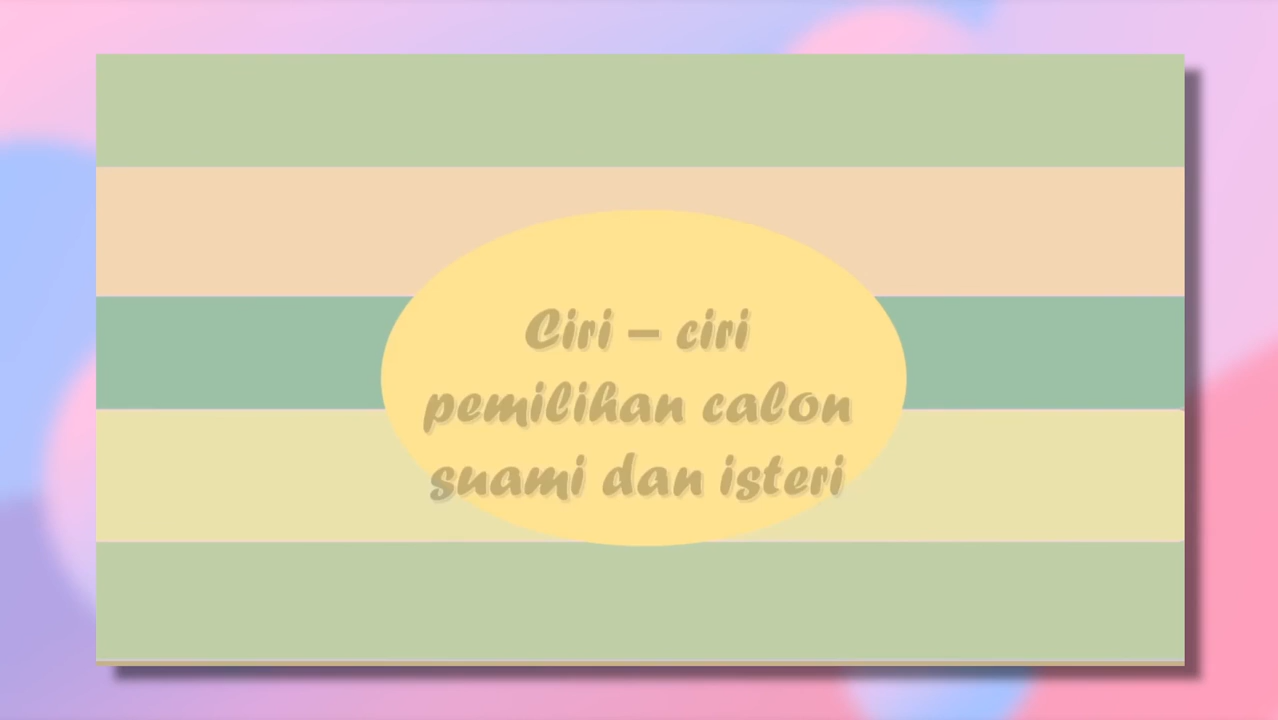 Ciri – ciri
pemilihan calon
suami dan isteri